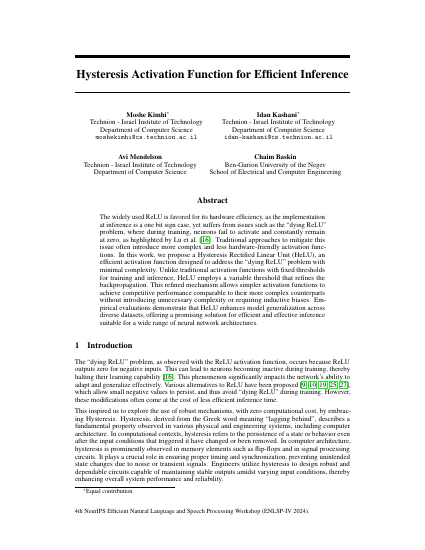 Hysteresis Activation Function for Efficient Inference
Moshe Kimhi*
Technion - Israel Institute of Technology
Department of Computer Science
moshekimhi@cs.technion.ac.il
Idan Kashani*
Technion - Israel Institute of Technology
Department of Computer Science
idan-kashani@cs.technion.ac.il
Avi Mendelson
Technion - Israel Institute of Technology
Department of Computer Science
Chaim Baskin
Ben-Gurion University of the Negev
School of Electrical and Computer Engineering
Abstract
The widely used ReLU is favored for its hardware efficiency, as the implementation
at inference is a one bit sign case, yet suffers from issues such as the “dying ReLU”
problem, where during training, neurons fail to activate and constantly remain
at zero, as highlighted by Lu et al. [16]. Traditional approaches to mitigate this
issue often introduce more complex and less hardware-friendly activation func-
tions. In this work, we propose a Hysteresis Rectified Linear Unit (HeLU), an
efficient activation function designed to address the “dying ReLU” problem with
minimal complexity. Unlike traditional activation functions with fixed thresholds
for training and inference, HeLU employs a variable threshold that refines the
backpropagation. This refined mechanism allows simpler activation functions to
achieve competitive performance comparable to their more complex counterparts
without introducing unnecessary complexity or requiring inductive biases. Em-
pirical evaluations demonstrate that HeLU enhances model generalization across
diverse datasets, offering a promising solution for efficient and effective inference
suitable for a wide range of neural network architectures.
1 Introduction
The “dying ReLU” problem, as observed with the ReLU activation function, occurs because ReLU
outputs zero for negative inputs. This can lead to neurons becoming inactive during training, thereby
halting their learning capability [16]. This phenomenon significantly impacts the network's ability to
adapt and generalize effectively. Various alternatives to ReLU have been proposed [9, 10, 19, 25, 27],
which allow small negative values to persist, and thus avoid “dying ReLU” during training. However,
these modifications often come at the cost of less efficient inference time.
This inspired us to explore the use of robust mechanisms, with zero computational cost, by embrac-
ing Hysteresis. Hysteresis, derived from the Greek word meaning “lagging behind”, describes a
fundamental property observed in various physical and engineering systems, including computer
architecture. In computational contexts, hysteresis refers to the persistence of a state or behavior even
after the input conditions that triggered it have changed or been removed. In computer architecture,
hysteresis is prominently observed in memory elements such as flip-flops and in signal processing
circuits. It plays a crucial role in ensuring proper timing and synchronization, preventing unintended
state changes due to noise or transient signals. Engineers utilize hysteresis to design robust and
dependable circuits capable of maintaining stable outputs amidst varying input conditions, thereby
enhancing overall system performance and reliability.
*Equal contribution.
4th NeurIPS Efficient Natural Language and Speech Processing Workshop (ENLSP-IV 2024).